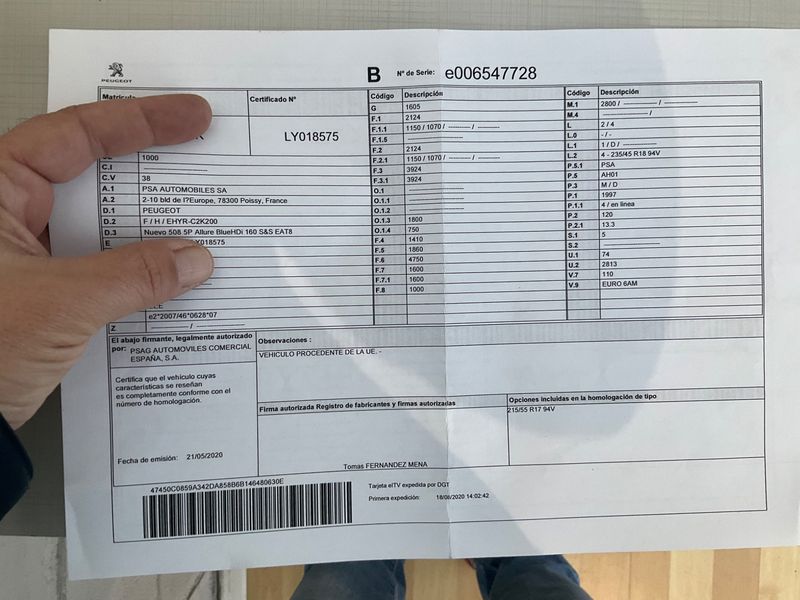 PEUGEOT
B Nº de Serie: e006547728
Matrícula Certificado Nº
LY018575
1000
C.I ----------
C.V 38
A.1 PSA AUTOMOBILES SA
A.2 2-10 bld de l?Europe, 78300 Poissy, France
D.1 PEUGEOT
D.2 F / H / EHYR-C2K200
D.3 Nuevo 508 5P Allure BlueHDi 160 S&S EAT8
E
e2*2007/46*0628*07
Z ---------- / ----------
Código Descripción
G 1605
F.1 2124
F.1.1 1150 / 1070 / ---------- / ----------
F.1.5 ----------
F.2 2124
F.2.1 1150 / 1070 / ---------- / ----------
F.3 3924
F.3.1 3924
O.1 ----------
O.1.1 ----------
O.1.2 ----------
O.1.3 1800
O.1.4 750
F.4 1410
F.5 1860
F.6 4750
F.7 1600
F.7.1 1600
F.8 1000
Código Descripción
M.1 2800 / ---------- / ----------
M.4 ---------- /
L 2 / 4
L.0 - / -
L.1 1 / D / ----------
L.2 4 - 235/45 R18 94V
P.5.1 PSA
P.5 AH01
P.3 M / D
P.1 1997
P.1.1 4 / en linea
P.2 120
P.2.1 13.3
S.1 5
S.2 ----------
U.1 74
U.2 2813
V.7 110
V.9 EURO 6AM
El abajo firmante, legalmente autorizado
por: PSAG AUTOMOVILES COMERCIAL
ESPAÑA, S.A.
Certifica que el vehículo cuyas
características se reseñan
es completamente conforme con el
número de homologación.
Fecha de emisión: 21/05/2020
Observaciones :
VEHICULO PROCEDENTE DE LA UE. -
Firma autorizada Registro de fabricantes y firmas autorizadas
Tomas FERNANDEZ MENA
Opciones incluidas en la homologación de tipo
215/55 R17 94V
47450C0859A342DA858B6B146480630E
Tarjeta eITV expedida por DGT
Primera expedición: 18/08/2020 14:02:42